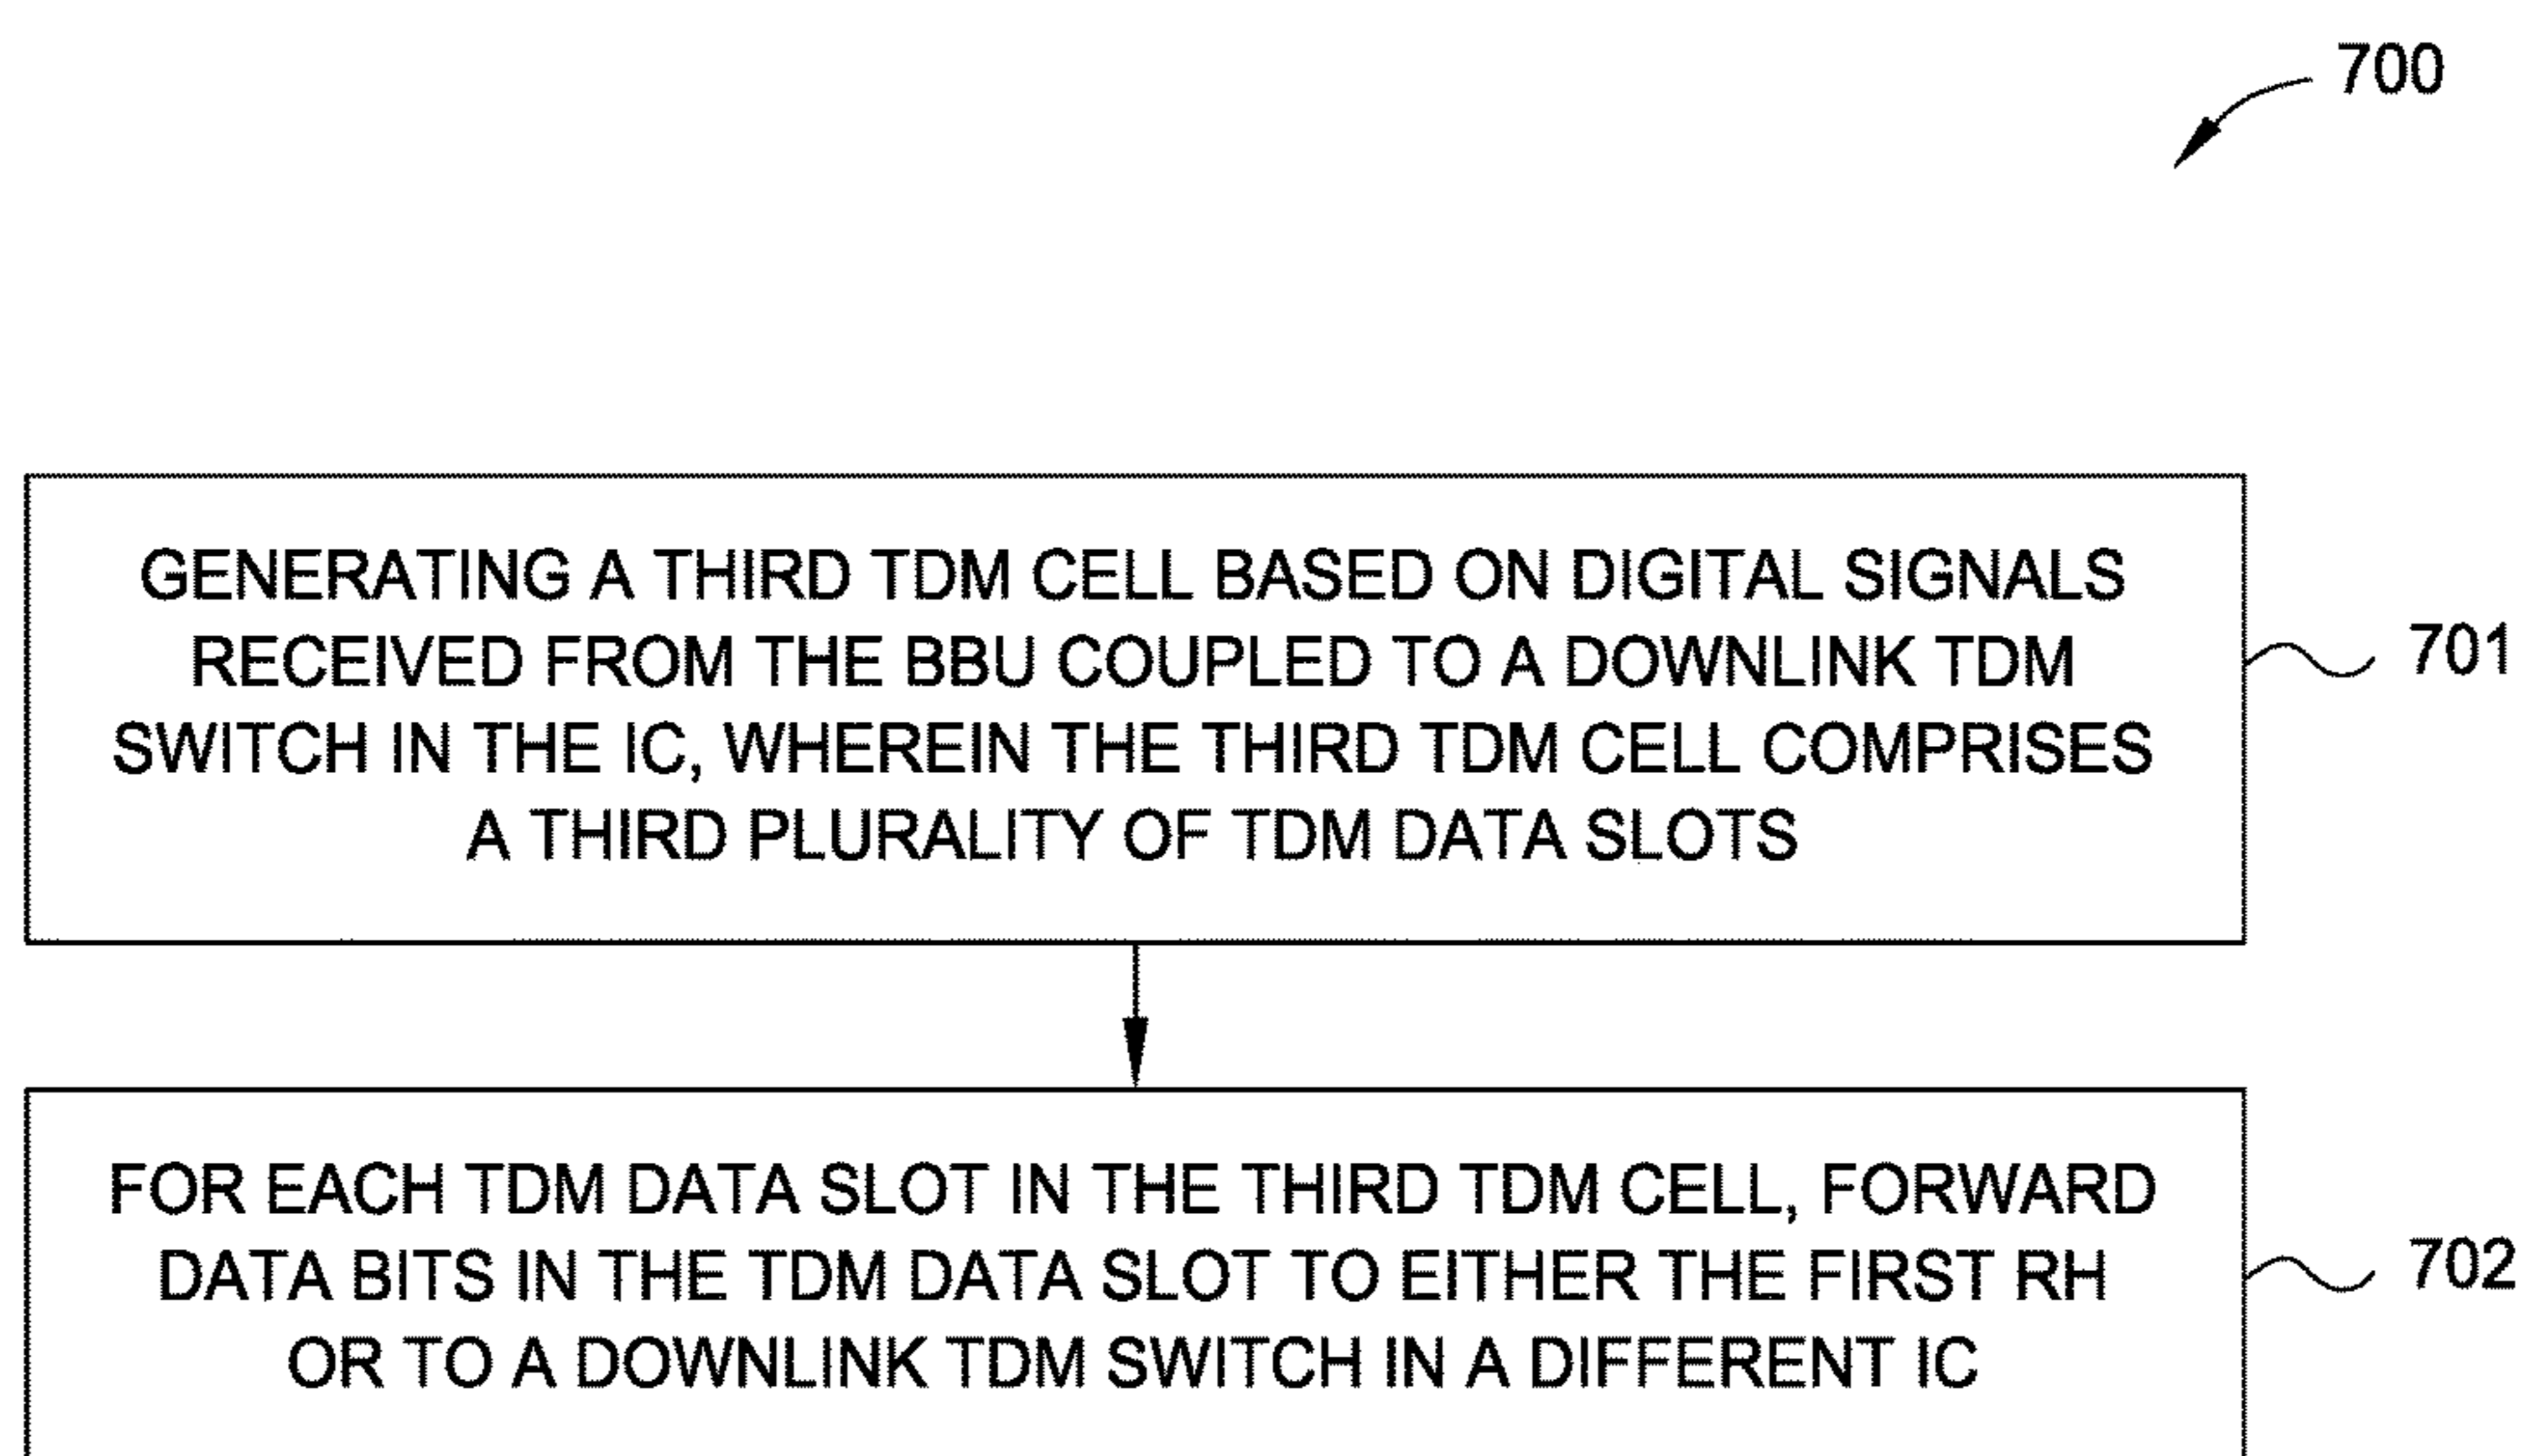 700
GENERATING A THIRD TDM CELL BASED ON DIGITAL SIGNALS
RECEIVED FROM THE BBU COUPLED TO A DOWNLINK TDM
SWITCH IN THE IC, WHEREIN THE THIRD TDM CELL COMPRISES
A THIRD PLURALITY OF TDM DATA SLOTS
701
FOR EACH TDM DATA SLOT IN THE THIRD TDM CELL, FORWARD
DATA BITS IN THE TDM DATA SLOT TO EITHER THE FIRST RH
OR TO A DOWNLINK TDM SWITCH IN A DIFFERENT IC
702